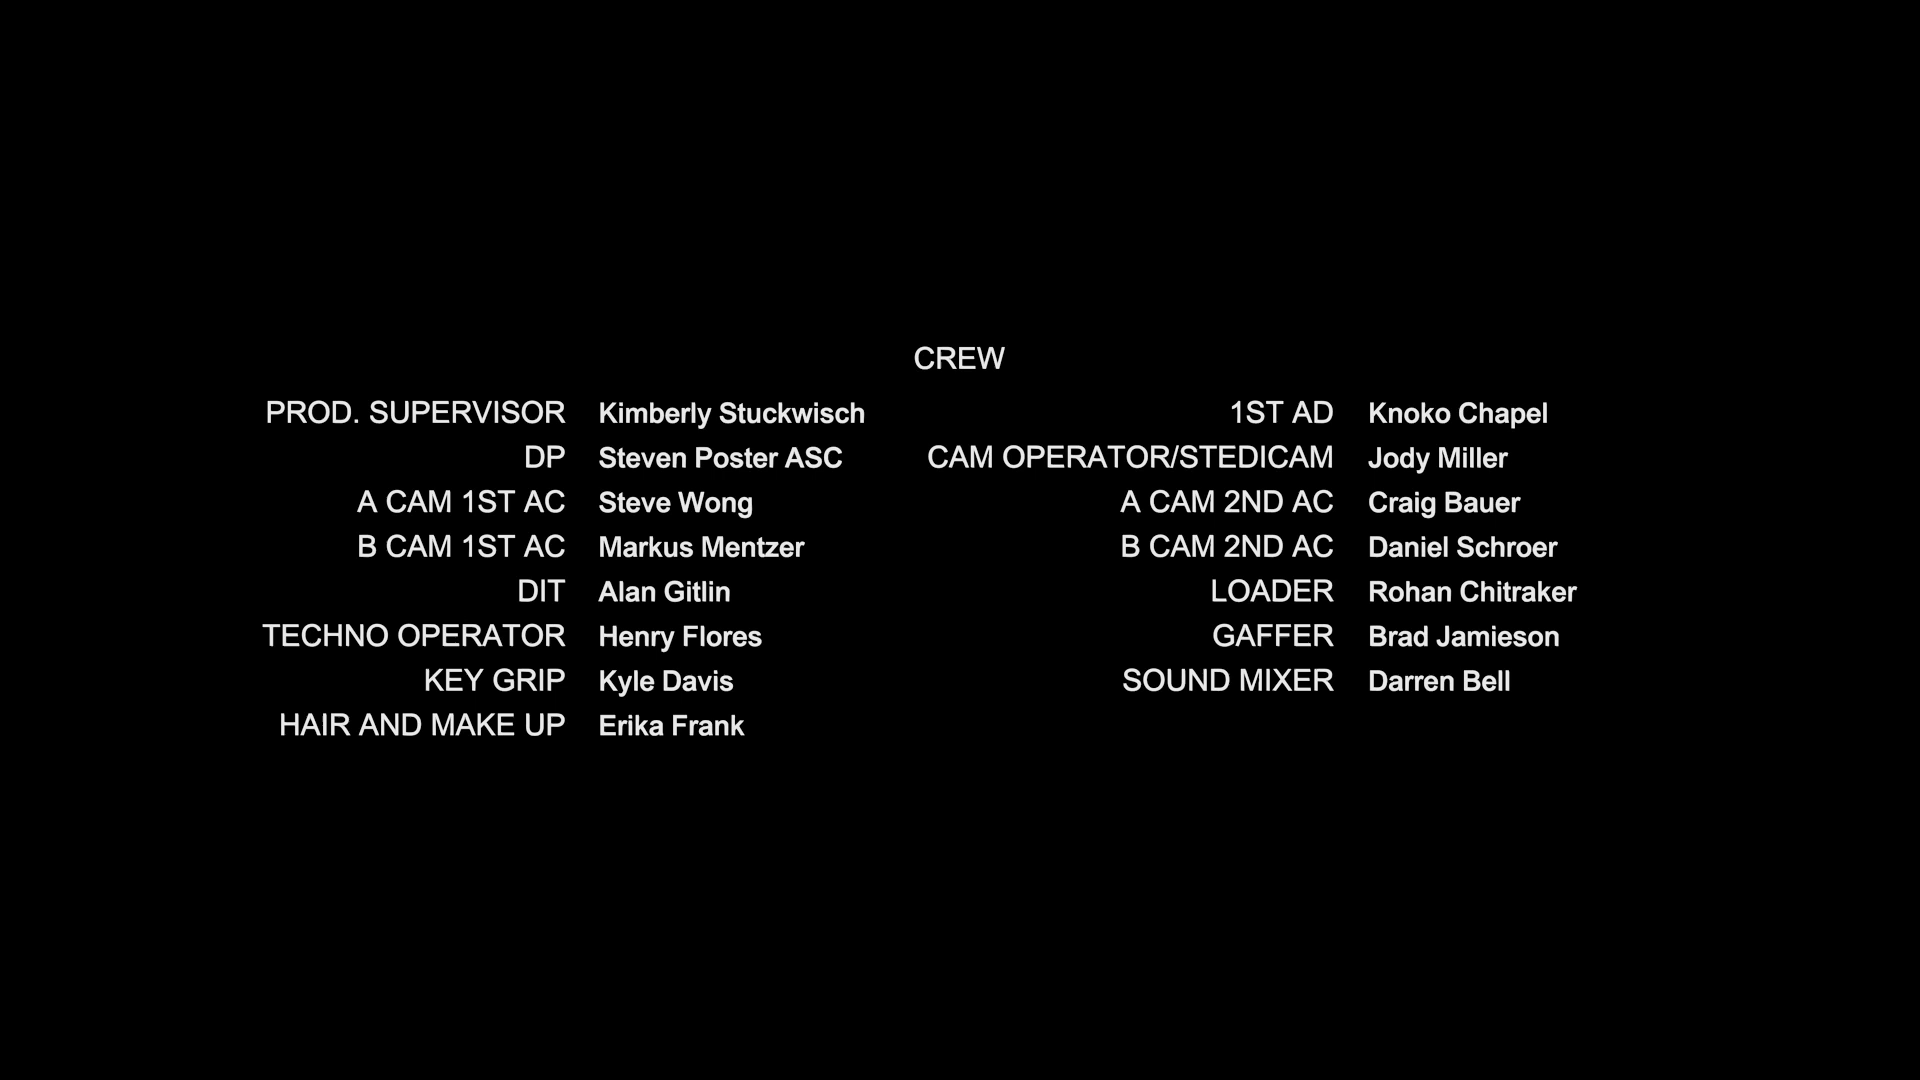 CREW
PROD. SUPERVISOR Kimberly Stuckwisch 1ST AD Knoko Chapel
DP Steven Poster ASC CAM OPERATOR/STEDICAM Jody Miller
A CAM 1ST AC Steve Wong A CAM 2ND AC Craig Bauer
B CAM 1ST AC Markus Mentzer B CAM 2ND AC Daniel Schroer
DIT Alan Gitlin LOADER Rohan Chitraker
TECHNO OPERATOR Henry Flores GAFFER Brad Jamieson
KEY GRIP Kyle Davis SOUND MIXER Darren Bell
HAIR AND MAKE UP Erika Frank